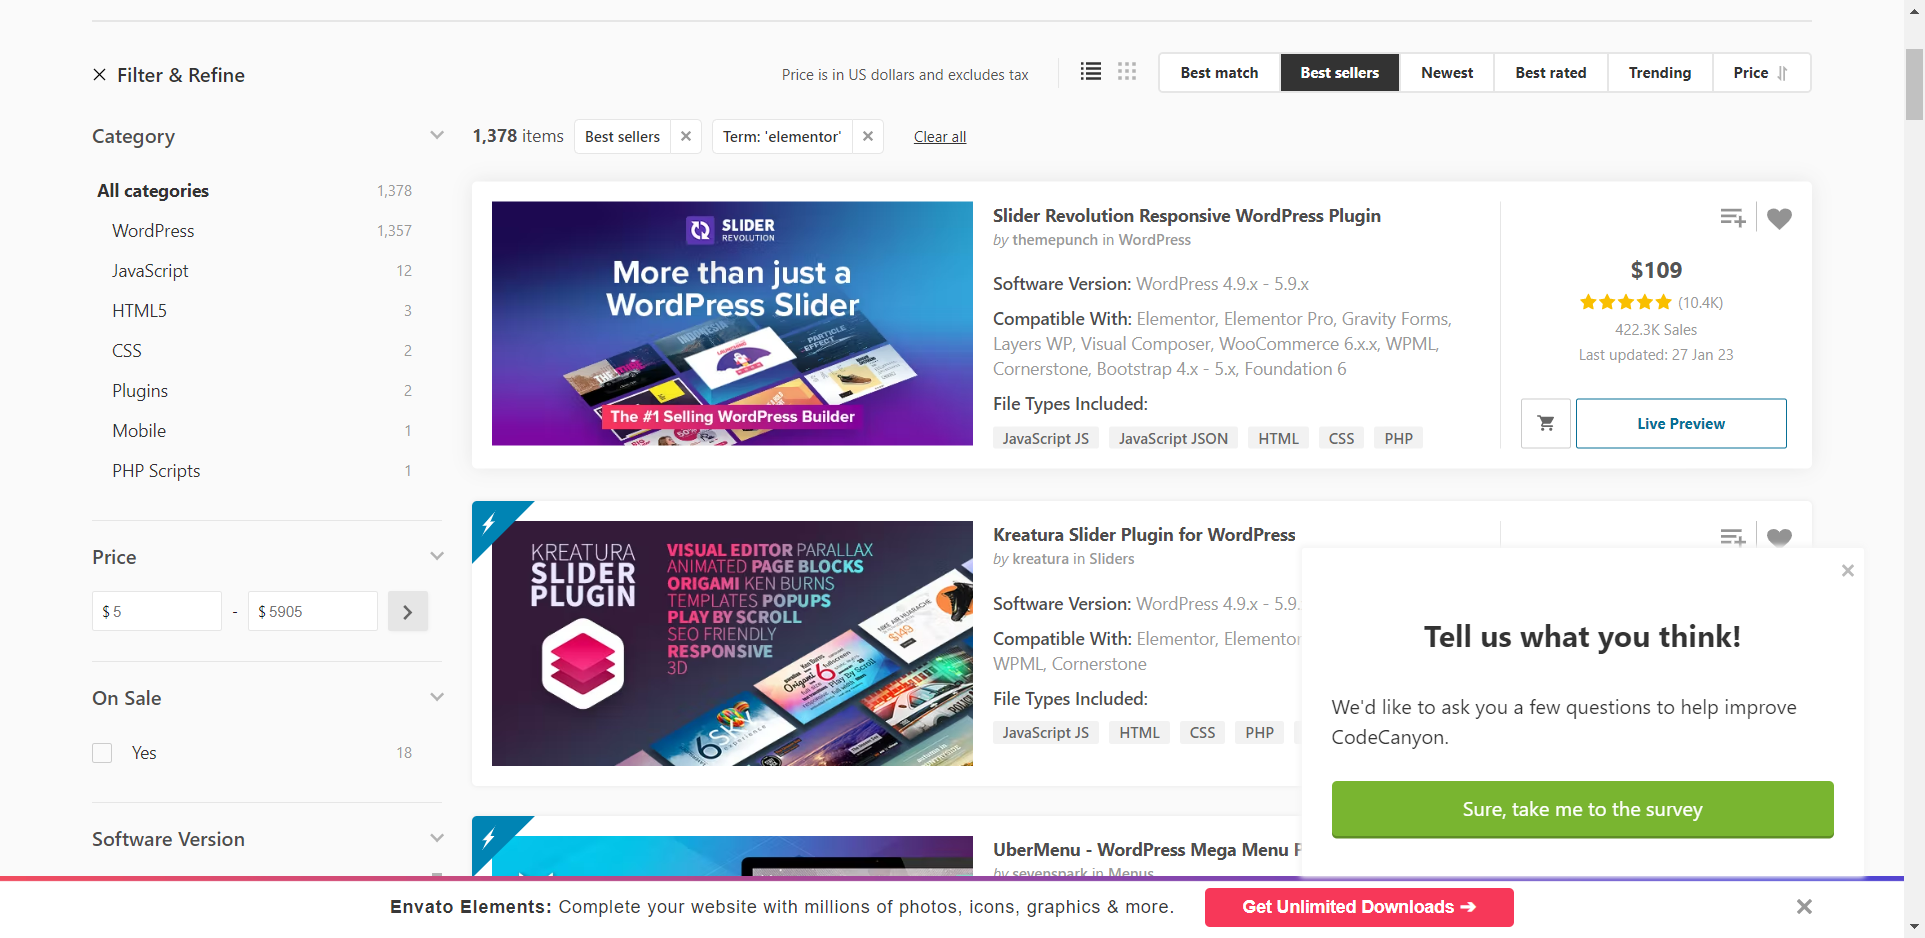 Filter & Refine
Price is in US dollars and excludes tax
Best match
Best sellers
Newest
Best rated
Trending
Price
Category
1,378 items
Best sellers
Term: 'elementor'
Clear all
All categories 1,378
WordPress 1,357
JavaScript 12
HTML5 3
CSS 2
Plugins 2
Mobile 1
PHP Scripts 1
Price
$ 5 - $ 5905
On Sale
Yes 18
Software Version
SLIDER
REVOLUTION
More than just a
WordPress Slider
The #1 Selling WordPress Builder
Slider Revolution Responsive WordPress Plugin
by themepunch in WordPress
Software Version: WordPress 4.9.x - 5.9.x
Compatible With: Elementor, Elementor Pro, Gravity Forms,
Layers WP, Visual Composer, WooCommerce 6.x.x, WPML,
Cornerstone, Bootstrap 4.x - 5.x, Foundation 6
File Types Included:
JavaScript JS
JavaScript JSON
HTML
CSS
PHP
$109
(10.4K)
422.3K Sales
Last updated: 27 Jan 23
Live Preview
KREATURA
SLIDER
PLUGIN
VISUAL EDITOR PARALLAX
ANIMATED PAGE BLOCKS
ORIGAMI KEN BURNS
TEMPLATES POPUPS
PLAY BY SCROLL
SEO FRIENDLY
RESPONSIVE
3D
Kreatura Slider Plugin for WordPress
by kreatura in Sliders
Software Version: WordPress 4.9.x - 5.9.
Compatible With: Elementor, Elementor
WPML, Cornerstone
File Types Included:
JavaScript JS
HTML
CSS
PHP
UberMenu - WordPress Mega Menu P
by sevenspark in Menus
Tell us what you think!
We'd like to ask you a few questions to help improve
CodeCanyon.
Sure, take me to the survey
Envato Elements: Complete your website with millions of photos, icons, graphics & more.
Get Unlimited Downloads ➔